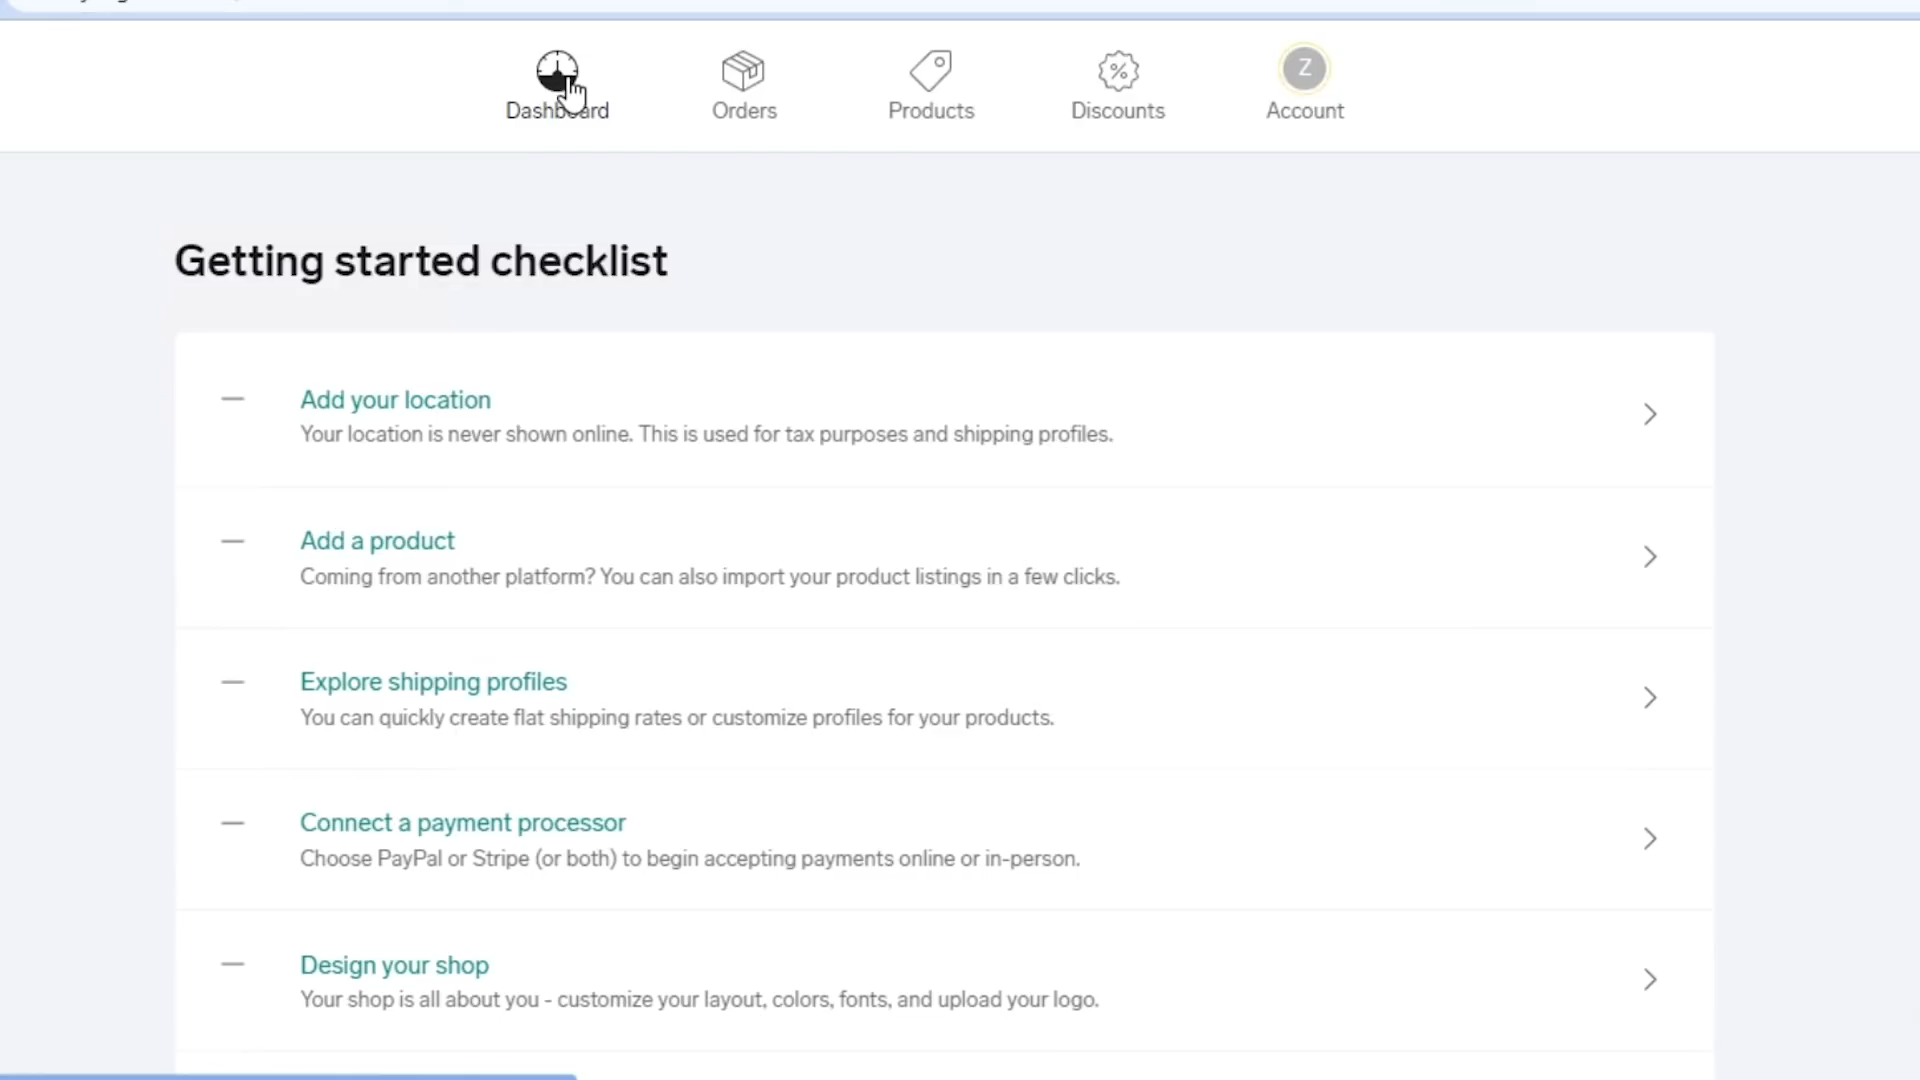 Dashboard
Orders
Products
Discounts
Z
Account
Getting started checklist
Add your location
Your location is never shown online. This is used for tax purposes and shipping profiles.
Add a product
Coming from another platform? You can also import your product listings in a few clicks.
Explore shipping profiles
You can quickly create flat shipping rates or customize profiles for your products.
Connect a payment processor
Choose PayPal or Stripe (or both) to begin accepting payments online or in-person.
Design your shop
Your shop is all about you - customize your layout, colors, fonts, and upload your logo.